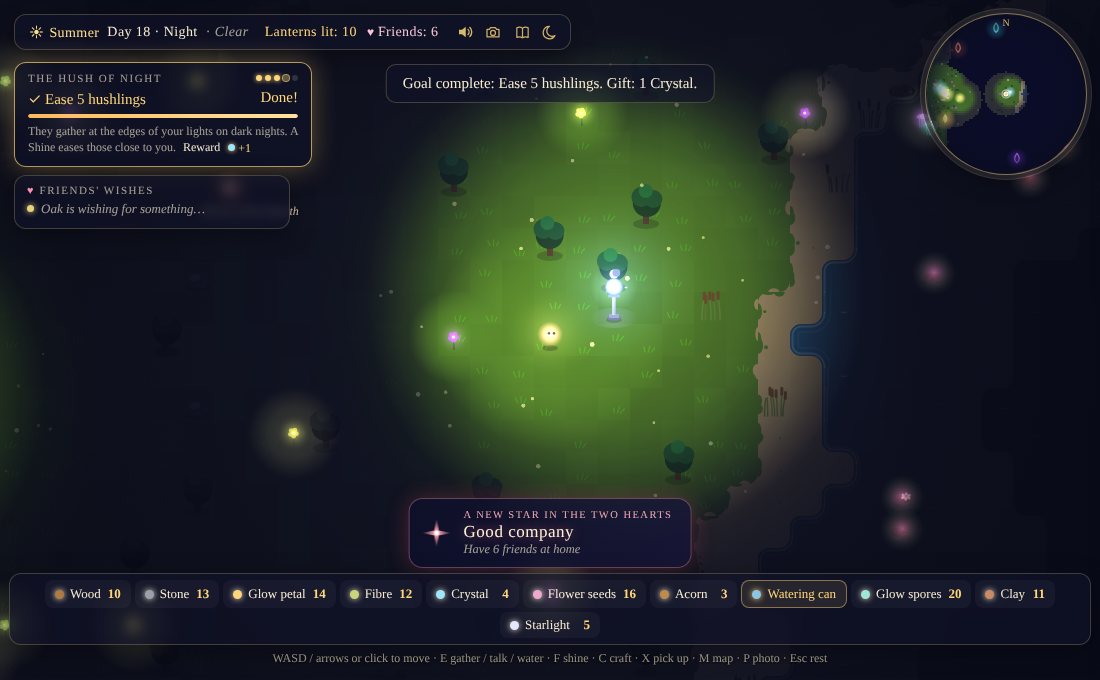 Summer Day 18 · Night · Clear Lanterns lit: 10 ♥ Friends: 6
N
THE HUSH OF NIGHT
✓ Ease 5 hushlings Done!
They gather at the edges of your lights on dark nights. A
Shine eases those close to you. Reward +1
Goal complete: Ease 5 hushlings. Gift: 1 Crystal.
♥ FRIENDS' WISHES
Oak is wishing for something…
th
A NEW STAR IN THE TWO HEARTS
Good company
Have 6 friends at home
Wood 10 Stone 13 Glow petal 14 Fibre 12 Crystal 4 Flower seeds 16 Acorn 3 Watering can Glow spores 20 Clay 11
Starlight 5
WASD / arrows or click to move · E gather / talk / water · F shine · C craft · X pick up · M map · P photo · Esc rest